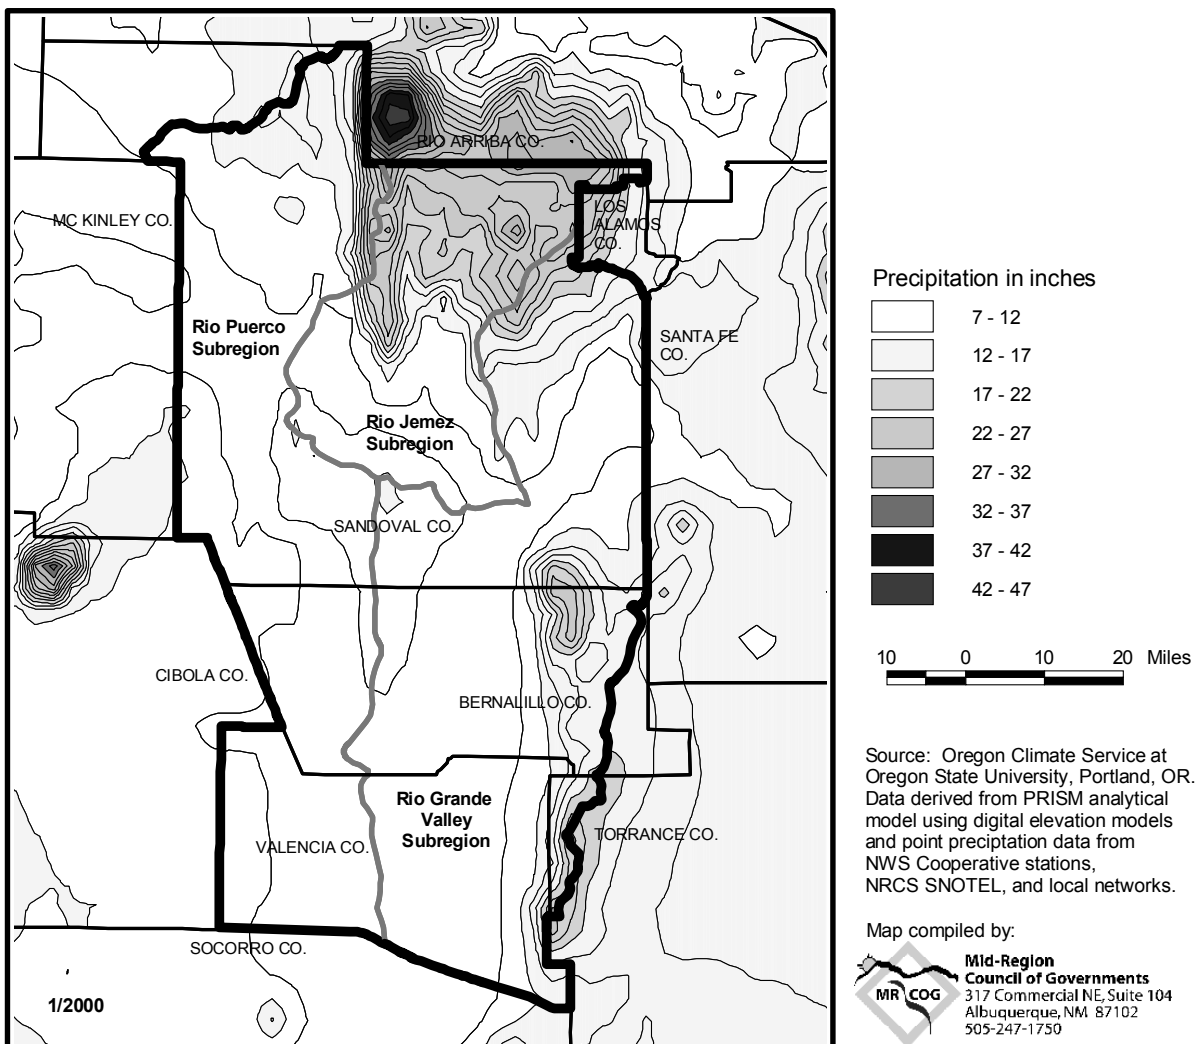 RIO ARRIBA CO.
MC KINLEY CO.
LOS
ALAMOS
CO.
Rio Puerco
Subregion
SANTA FE
CO.
Rio Jemez
Subregion
SANDOVAL CO.
CIBOLA CO.
BERNALILLO CO.
Rio Grande
Valley
Subregion
VALENCIA CO.
TORRANCE CO.
SOCORRO CO.
1/2000
Precipitation in inches
7 - 12
12 - 17
17 - 22
22 - 27
27 - 32
32 - 37
37 - 42
42 - 47
10 0 10 20 Miles
Source: Oregon Climate Service at
Oregon State University, Portland, OR.
Data derived from PRISM analytical
model using digital elevation models
and point precipitation data from
NWS Cooperative stations,
NRCS SNOTEL, and local networks.
Map compiled by:
MR COG
Mid-Region
Council of Governments
317 Commercial NE, Suite 104
Albuquerque, NM 87102
505-247-1750